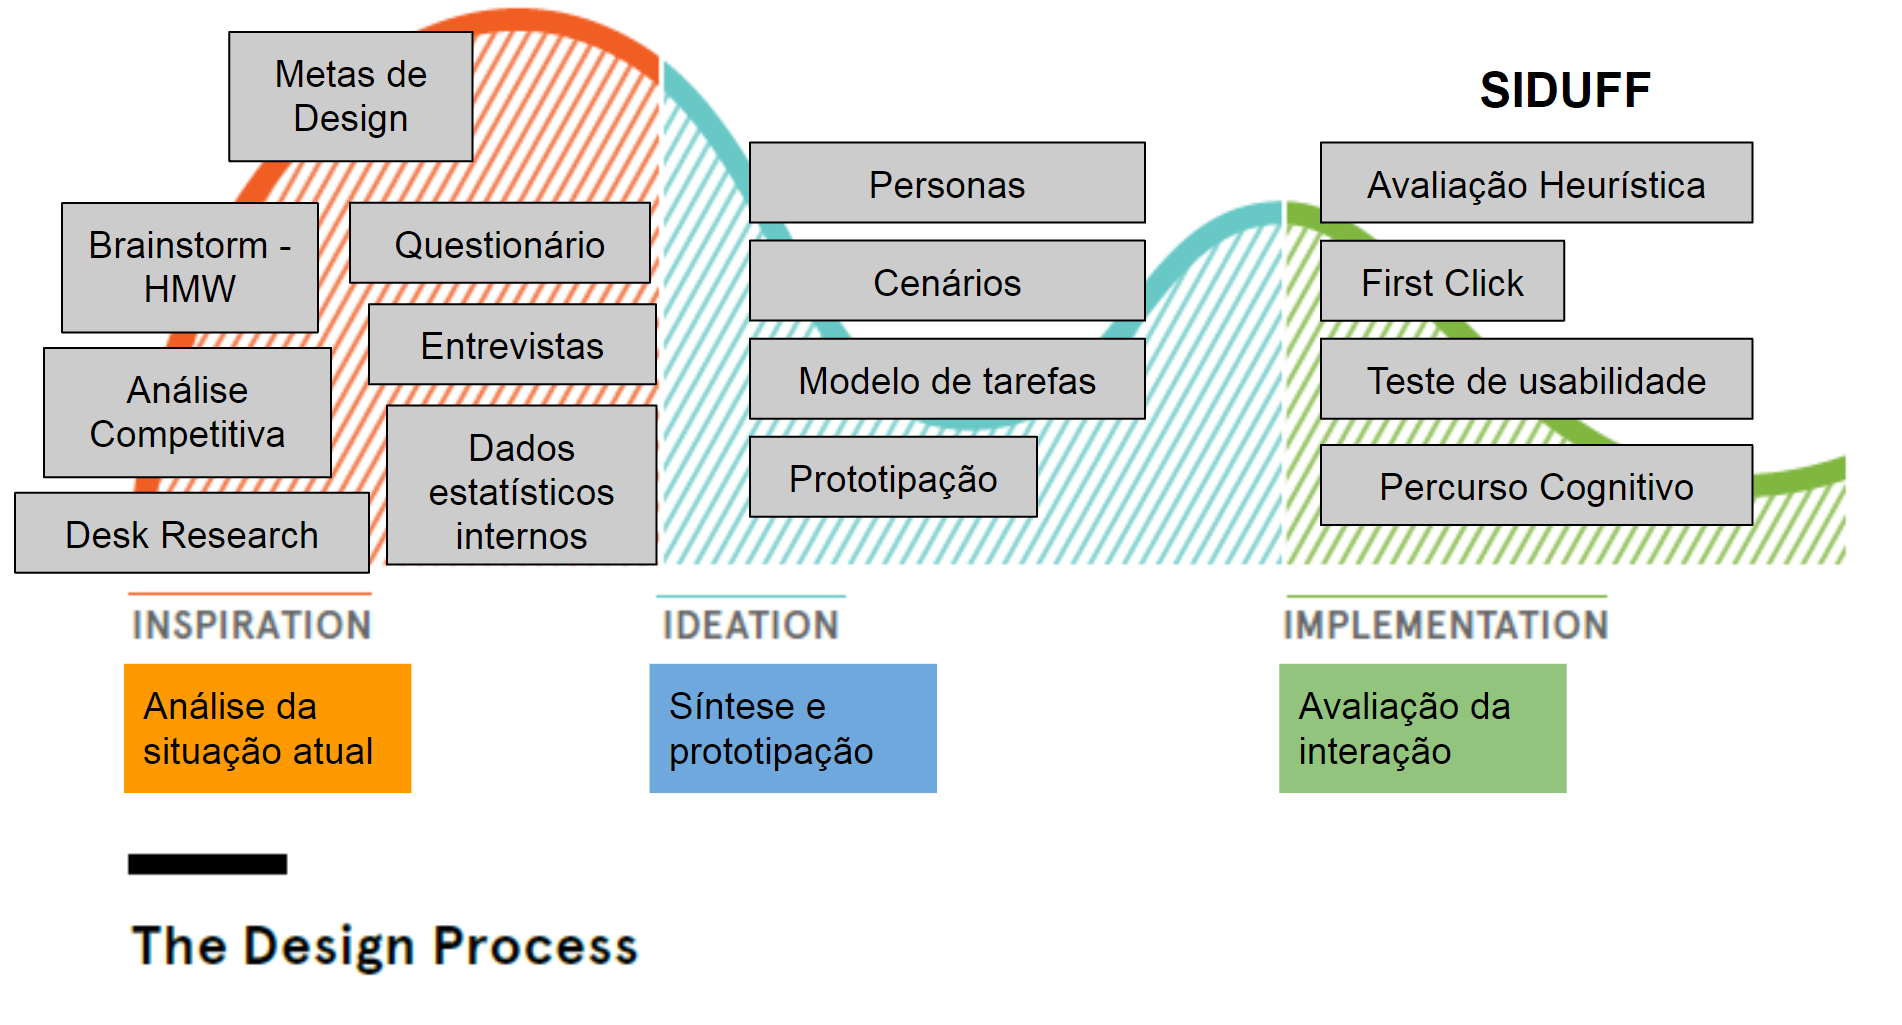 Metas de
Design
Brainstorm -
HMW
Questionário
Entrevistas
Análise
Competitiva
Dados
estatísticos
internos
Desk Research
Personas
Cenários
Modelo de tarefas
Prototipação
SIDUFF
Avaliação Heurística
First Click
Teste de usabilidade
Percurso Cognitivo
INSPIRATION
IDEATION
IMPLEMENTATION
Análise da
situação atual
Síntese e
prototipação
Avaliação da
interação
The Design Process